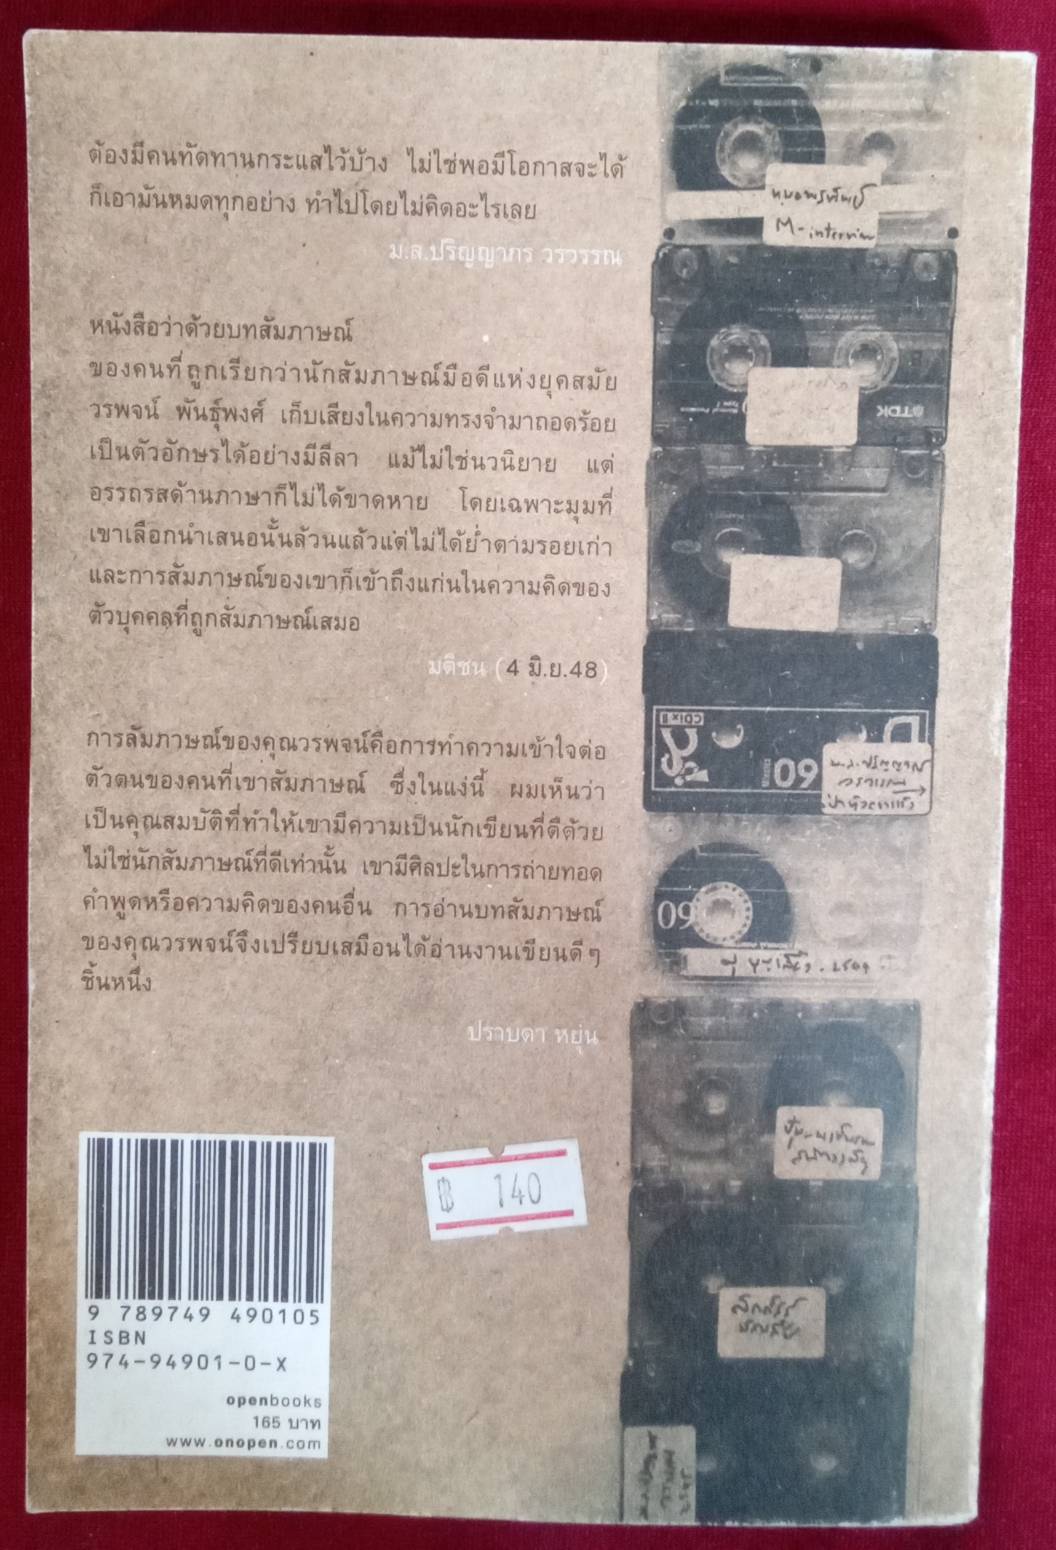 ต้องมีคนทัดทานกระแสไว้บ้าง ไม่ใช่พอมีโอกาสจะได้
ก็เอามันหมดทุกอย่าง ทำไปโดยไม่คิดอะไรเลย
ม.ล.ปริญญากร วรวรรณ
หนังสือว่าด้วยบทสัมภาษณ์
ของคนที่ถูกเรียกว่านักสัมภาษณ์มือดีแห่งยุคสมัย
วรพจน์ พันธุ์พงศ์ เก็บเสียงในความทรงจำมาถอดร้อย
เป็นตัวอักษรได้อย่างมีลีลา แม้ไม่ใช่นวนิยาย แต่
อรรถรสด้านภาษาก็ไม่ได้ขาดหาย โดยเฉพาะมุมที่
เขาเลือกนำเสนอนั้นล้วนแล้วแต่ไม่ได้ย่ำตามรอยเก่า
และการสัมภาษณ์ของเขาก็เข้าถึงแก่นในความคิดของ
ตัวบุคคลที่ถูกสัมภาษณ์เสมอ
มติชน (4 มิ.ย.48)
การสัมภาษณ์ของคุณวรพจน์คือการทำความเข้าใจต่อ
ตัวตนของคนที่เขาสัมภาษณ์ ซึ่งในแง่นี้ ผมเห็นว่า
เป็นคุณสมบัติที่ทำให้เขามีความเป็นนักเขียนที่ดีด้วย
ไม่ใช่นักสัมภาษณ์ที่ดีเท่านั้น เขามีศิลปะในการถ่ายทอด
คำพูดหรือความคิดของคนอื่น การอ่านบทสัมภาษณ์
ของคุณวรพจน์จึงเปรียบเสมือนได้อ่านงานเขียนดีๆ
ชิ้นหนึ่ง
ปราบดา หยุ่น
M-interview
TDK
CDix II
90
90
฿ 140
9 789749 490105
ISBN
974-94901-0-X
openbooks
165 บาท
www.onopen.com